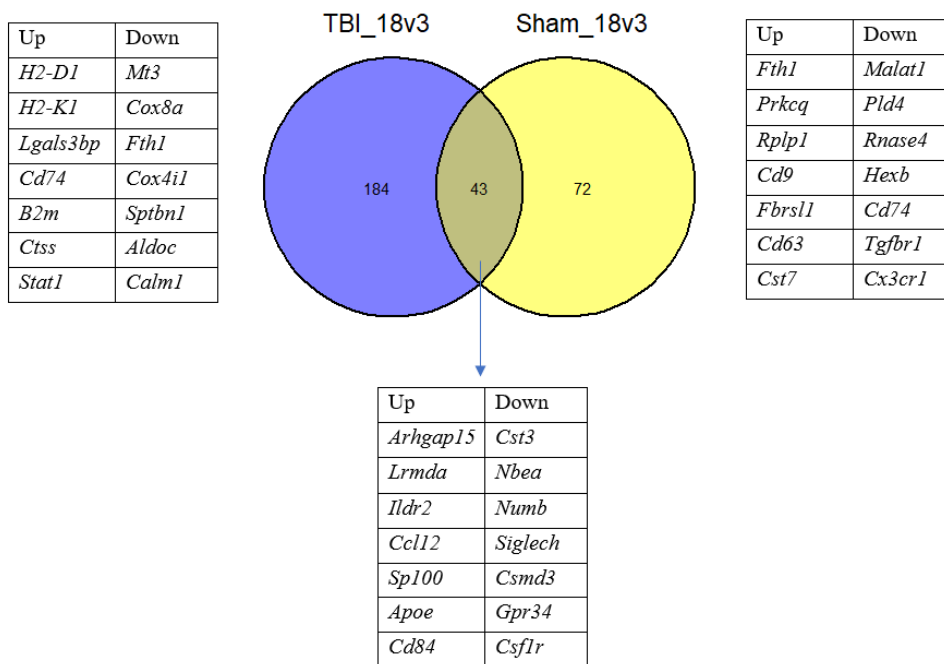 TBI_18v3 Sham_18v3
Up Down
H2-D1 Mt3
H2-K1 Cox8a
Lgals3bp Fth1
Cd74 Cox4i1
B2m Sptbn1
Ctss Aldoc
Stat1 Calm1
184 43 72
Up Down
Fth1 Malat1
Prkcq Pld4
Rplp1 Rnase4
Cd9 Hexb
Fbrsl1 Cd74
Cd63 Tgfbr1
Cst7 Cx3cr1
Up Down
Arhgap15 Cst3
Lrmda Nbea
Ildr2 Numb
Ccl12 Siglech
Sp100 Csmd3
Apoe Gpr34
Cd84 Csf1r